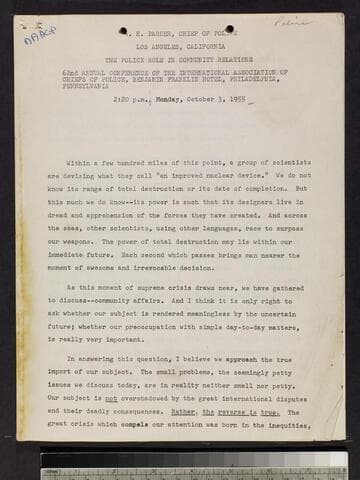 Police
NAACP
W. H. PARKER, CHIEF OF POLICE
LOS ANGELES, CALIFORNIA
THE POLICE ROLE IN COMMUNITY RELATIONS
62nd ANNUAL CONFERENCE OF THE INTERNATIONAL ASSOCIATION OF
CHIEFS OF POLICE, BENJAMIN FRANKLIN HOTEL, PHILADELPHIA,
PENNSYLVANIA
2:20 p.m., Monday, October 3, 1955
Within a few hundred miles of this point, a group of scientists
are devising what they call "an improved nuclear device." We do not
know its range of total destruction or its date of completion. But
this much we do know--its power is such that its designers live in
dread and apprehension of the forces they have created. And across
the seas, other scientists, using other languages, race to surpass
our weapons. The power of total destruction may lie within our
immediate future. Each second which passes brings man nearer the
moment of awesome and irrevocable decision.
As this moment of supreme crisis draws near, we have gathered
to discuss--community affairs. And I think it is only right to
ask whether our subject is rendered meaningless by the uncertain
future; whether our preoccupation with simple day-to-day matters,
is really very important.
In answering this question, I believe we approach the true
import of our subject. The small problems, the seemingly petty
issues we discuss today, are in reality neither small nor petty.
Our subject is not overshadowed by the great international disputes
and their deadly consequences. Rather, the reverse is true. The
great crisis which compels our attention was born in the inequities,